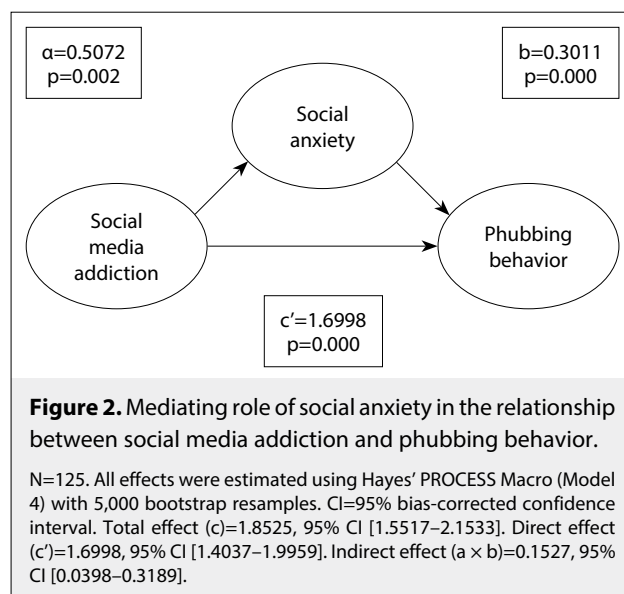 α=0.5072
p=0.002
b=0.3011
p=0.000
Social
anxiety
Social
media
addiction
Phubbing
behavior
c’=1.6998
p=0.000
Figure 2. Mediating role of social anxiety in the relationship
between social media addiction and phubbing behavior.
N=125. All effects were estimated using Hayes’ PROCESS Macro (Model
4) with 5,000 bootstrap resamples. CI=95% bias-corrected confidence
interval. Total effect (c)=1.8525, 95% CI [1.5517–2.1533]. Direct effect
(c’)=1.6998, 95% CI [1.4037–1.9959]. Indirect effect (a × b)=0.1527, 95%
CI [0.0398–0.3189].